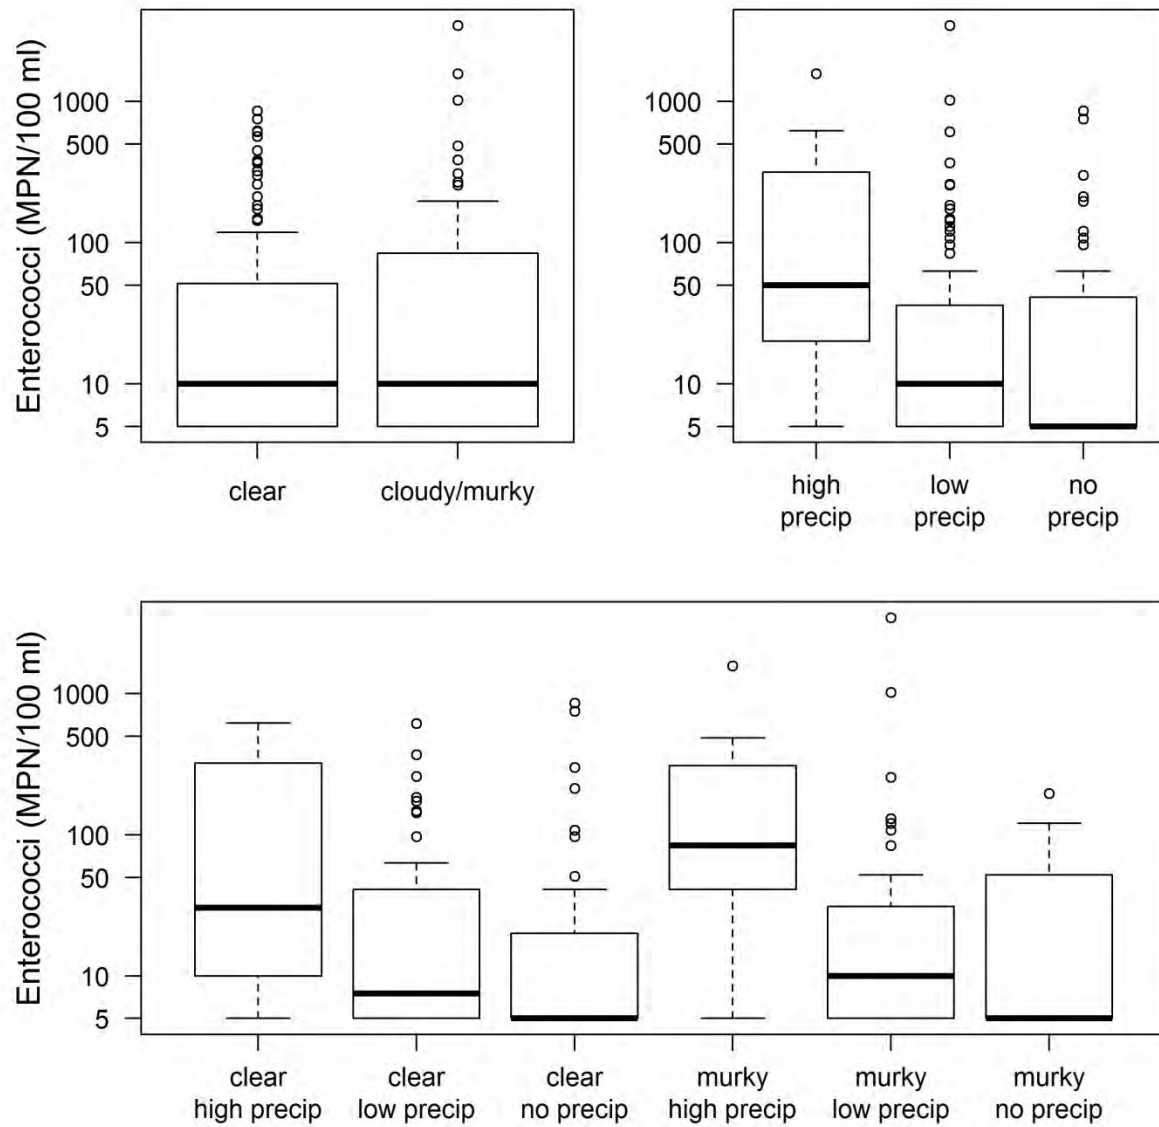 Enterococci (MPN/100 ml)
1000
500
100
50
10
5
clear
cloudy/murky
1000
500
100
50
10
5
high
precip
low
precip
no
precip
Enterococci (MPN/100 ml)
1000
500
100
50
10
5
clear
high precip
clear
low precip
clear
no precip
murky
high precip
murky
low precip
murky
no precip